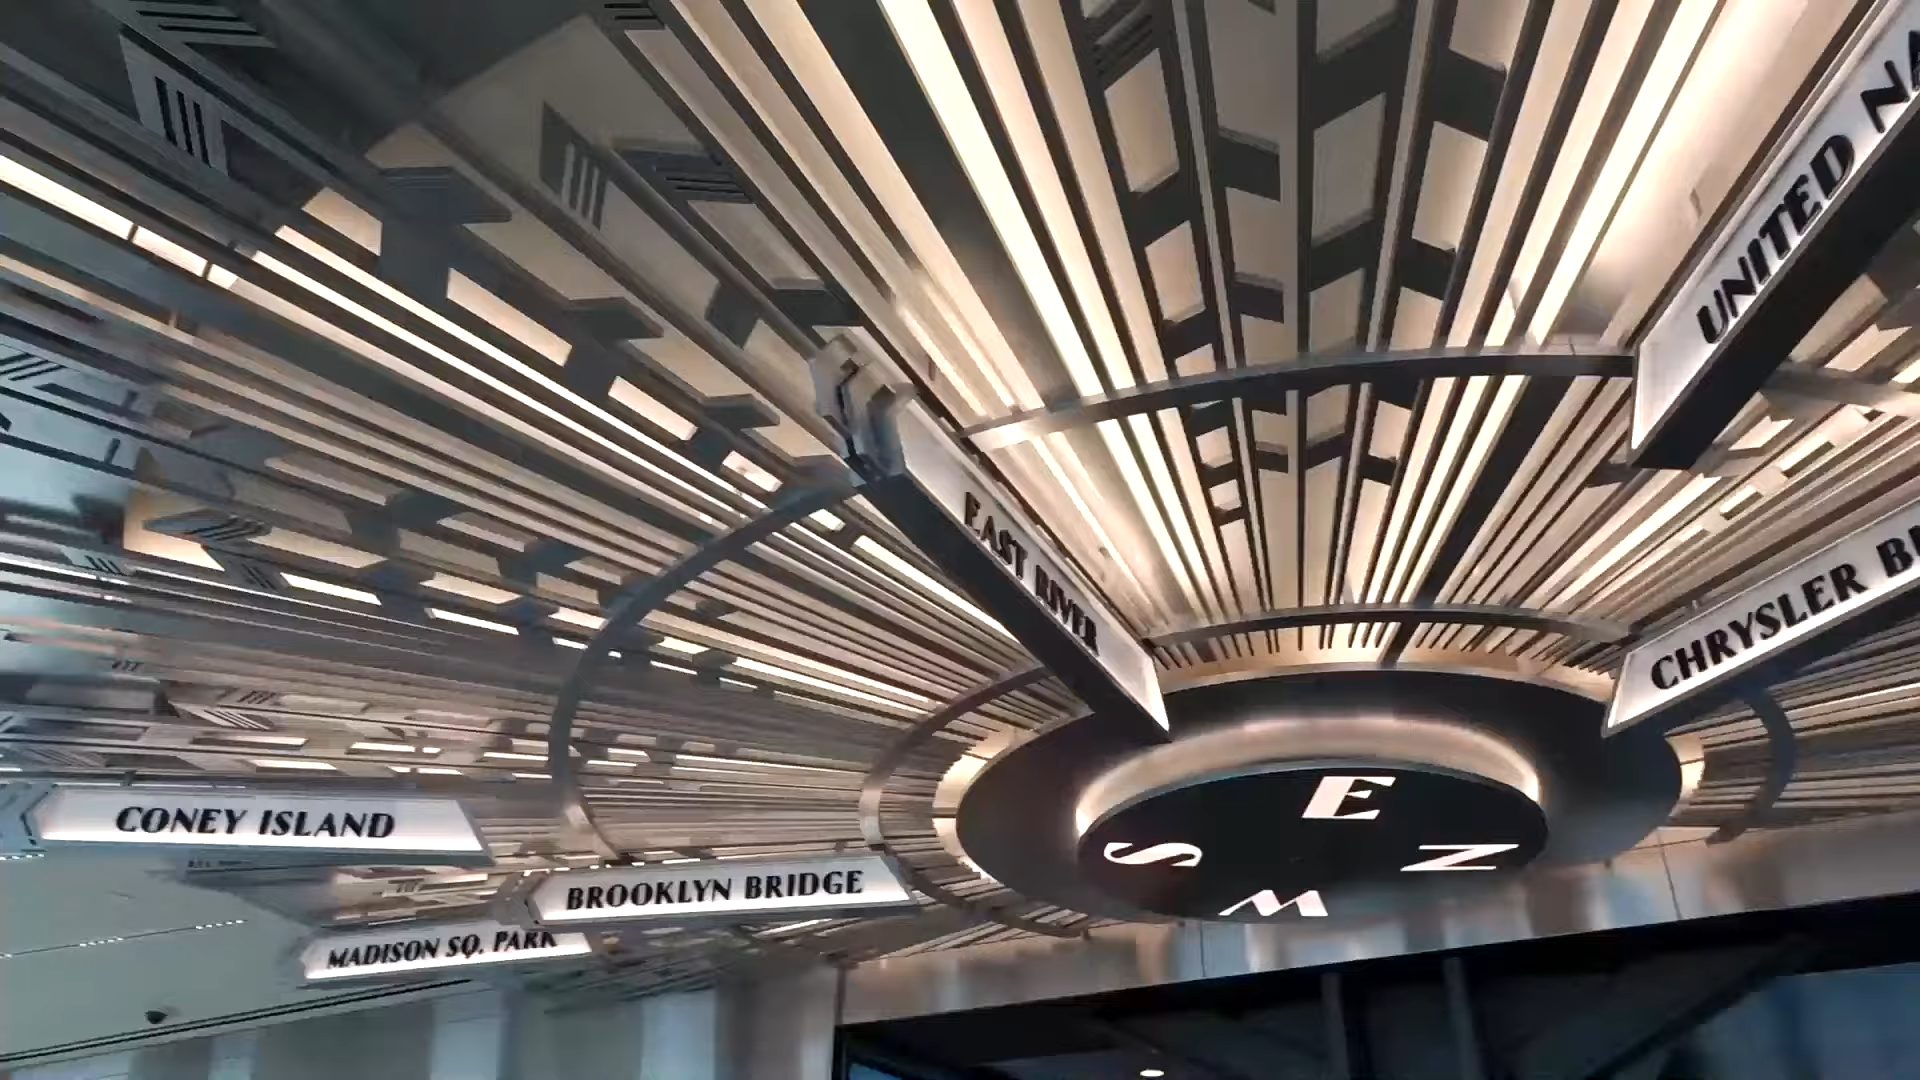 UNITED
EAST RIVER
CHRYSLER
CONEY ISLAND
BROOKLYN BRIDGE
MADISON SQ. PARK
E
S
N
W